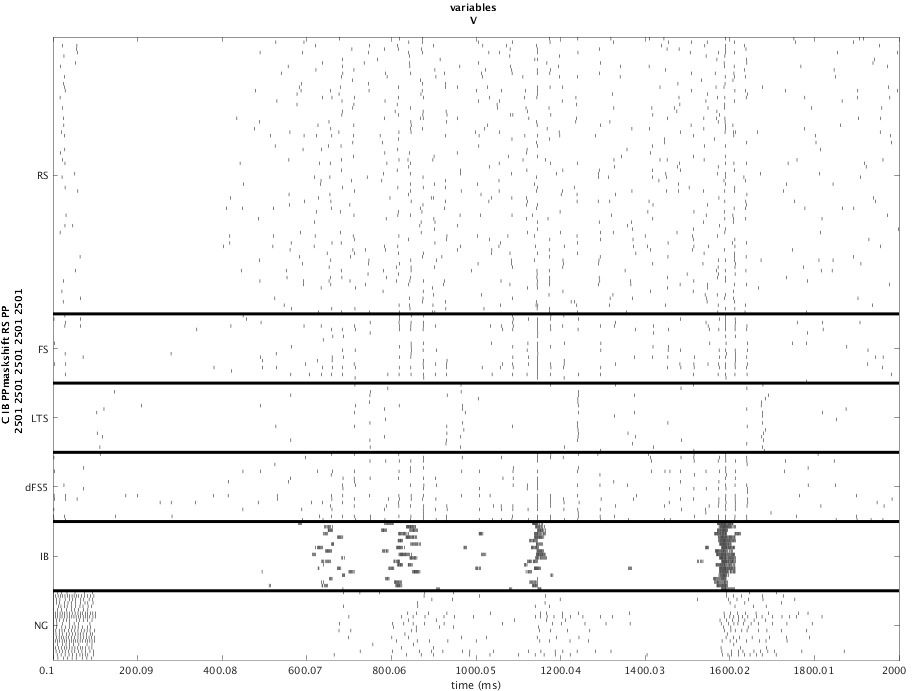 variables
V
C IB PPmaskshift RS PP
2501 2501 2501 2501 2501
RS
FS
LTS
dFS5
IB
NG
0.1 200.09 400.08 600.07 800.06 1000.05 1200.04 1400.03 1600.02 1800.01 2000
time (ms)